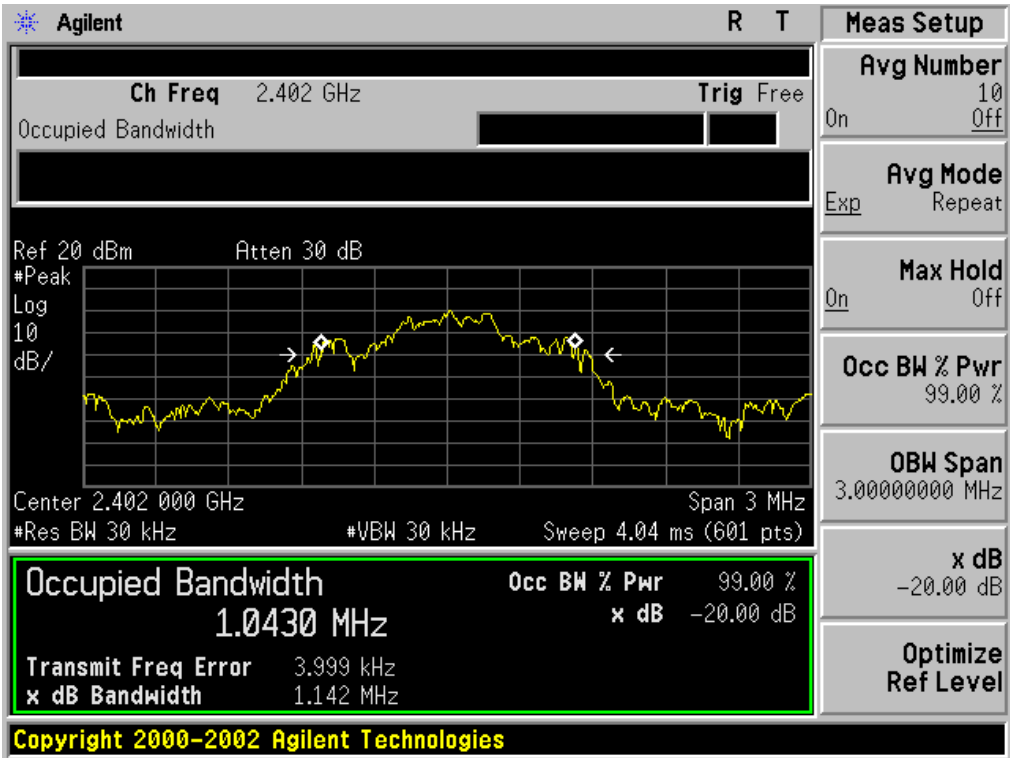 Agilent R T
Ch Freq 2.402 GHz Trig Free
Occupied Bandwidth
Ref 20 dBm Atten 30 dB
#Peak
Log
10
dB/
Center 2.402 000 GHz Span 3 MHz
#Res BW 30 kHz #VBW 30 kHz Sweep 4.04 ms (601 pts)
Occupied Bandwidth Occ BW % Pwr 99.00 %
1.0430 MHz x dB -20.00 dB
Transmit Freq Error 3.999 kHz
x dB Bandwidth 1.142 MHz
Copyright 2000-2002 Agilent Technologies
Meas Setup
Avg Number
10
On Off
Avg Mode
Exp Repeat
Max Hold
On Off
Occ BW % Pwr
99.00 %
OBW Span
3.00000000 MHz
x dB
-20.00 dB
Optimize
Ref Level